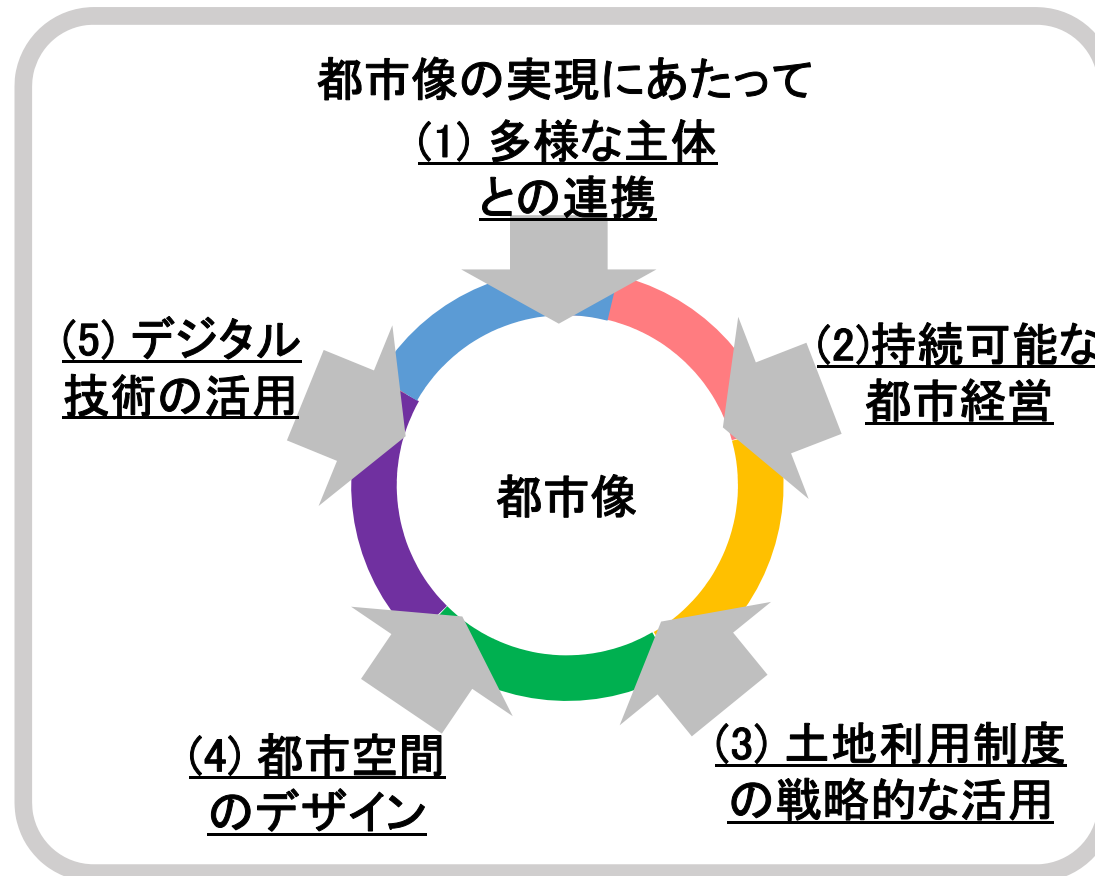 都市像の実現にあたって
(1) 多様な主体
との連携
(2)持続可能な
都市経営
(3) 土地利用制度
の戦略的な活用
(4) 都市空間
のデザイン
(5) デジタル
技術の活用
都市像